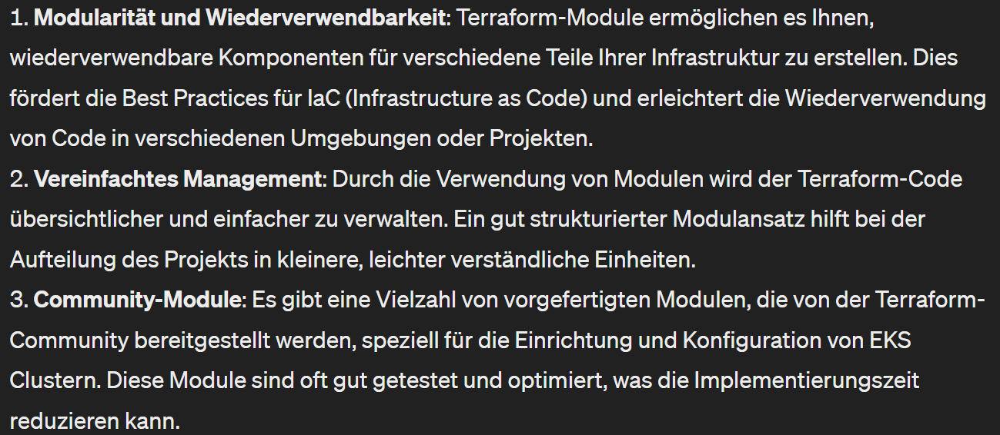 1. Modularität und Wiederverwendbarkeit: Terraform-Module ermöglichen es Ihnen,
wiederverwendbare Komponenten für verschiedene Teile Ihrer Infrastruktur zu erstellen. Dies
fördert die Best Practices für IaC (Infrastructure as Code) und erleichtert die Wiederverwendung
von Code in verschiedenen Umgebungen oder Projekten.
2. Vereinfachtes Management: Durch die Verwendung von Modulen wird der Terraform-Code
übersichtlicher und einfacher zu verwalten. Ein gut strukturierter Modulansatz hilft bei der
Aufteilung des Projekts in kleinere, leichter verständliche Einheiten.
3. Community-Module: Es gibt eine Vielzahl von vorgefertigten Modulen, die von der Terraform-
Community bereitgestellt werden, speziell für die Einrichtung und Konfiguration von EKS
Clustern. Diese Module sind oft gut getestet und optimiert, was die Implementierungszeit
reduzieren kann.